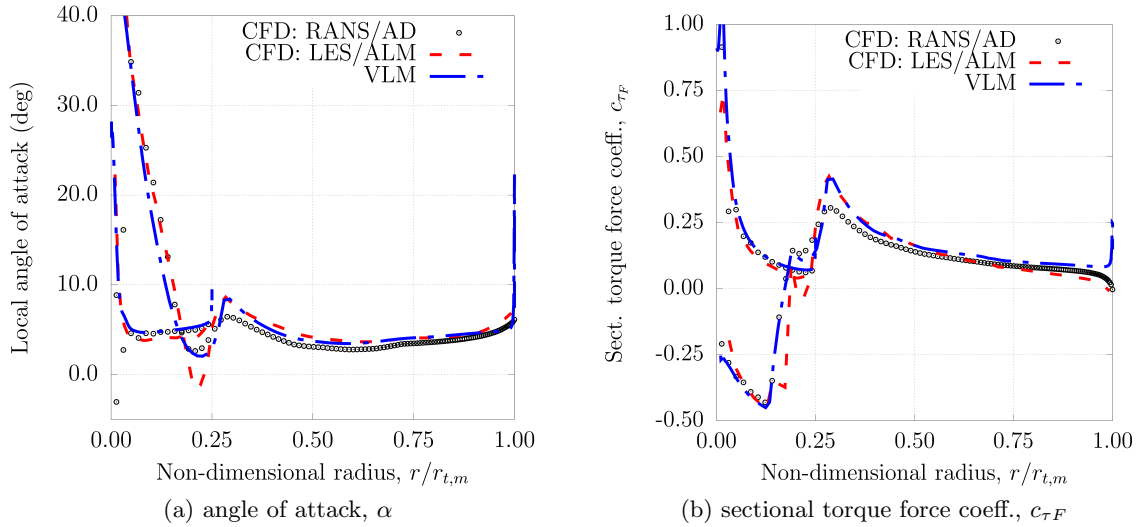 40.0
30.0
20.0
10.0
0.0
Local angle of attack (deg)
CFD: RANS/AD
CFD: LES/ALM
VLM
0.00 0.25 0.50 0.75 1.00
Non-dimensional radius, r/r_{t,m}
(a) angle of attack, α
1.00
0.75
0.50
0.25
0.00
-0.25
-0.50
Sect. torque force coeff., c_{τ_F}
CFD: RANS/AD
CFD: LES/ALM
VLM
0.00 0.25 0.50 0.75 1.00
Non-dimensional radius, r/r_{t,m}
(b) sectional torque force coeff., c_{τF}